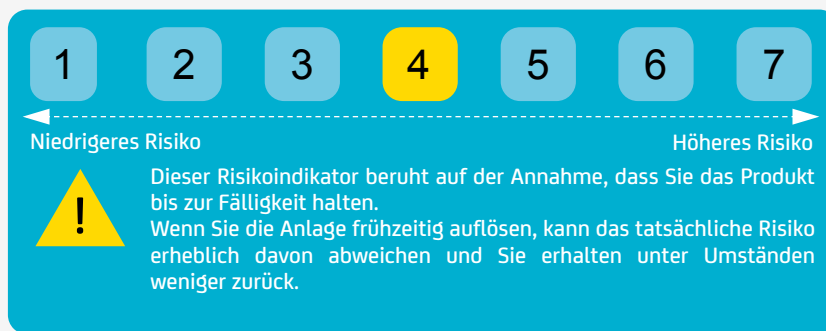 1 2 3 4 5 6 7
Niedrigeres Risiko Höheres Risiko
!
Dieser Risikoindikator beruht auf der Annahme, dass Sie das Produkt
bis zur Fälligkeit halten.
Wenn Sie die Anlage frühzeitig auflösen, kann das tatsächliche Risiko
erheblich davon abweichen und Sie erhalten unter Umständen
weniger zurück.